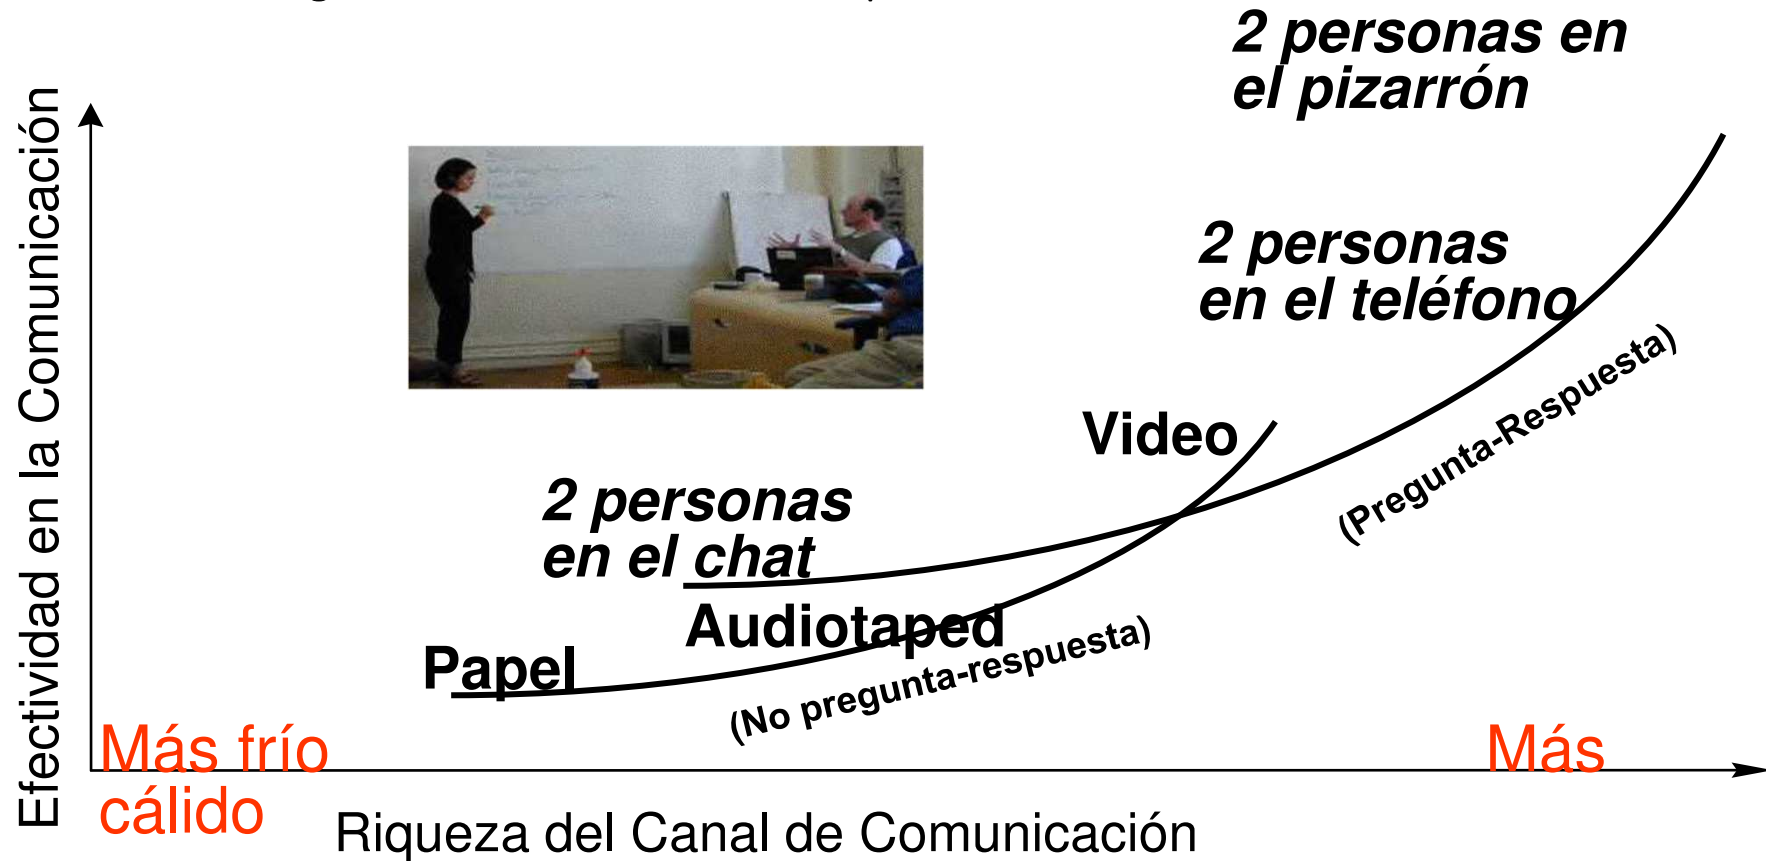 2 personas en
el pizarrón
2 personas
en el teléfono
(Pregunta-Respuesta)
Video
2 personas
en el chat
Audiotaped
Papel
(No pregunta-respuesta)
Efectividad en la Comunicación
Más frío
cálido
Más
Riqueza del Canal de Comunicación